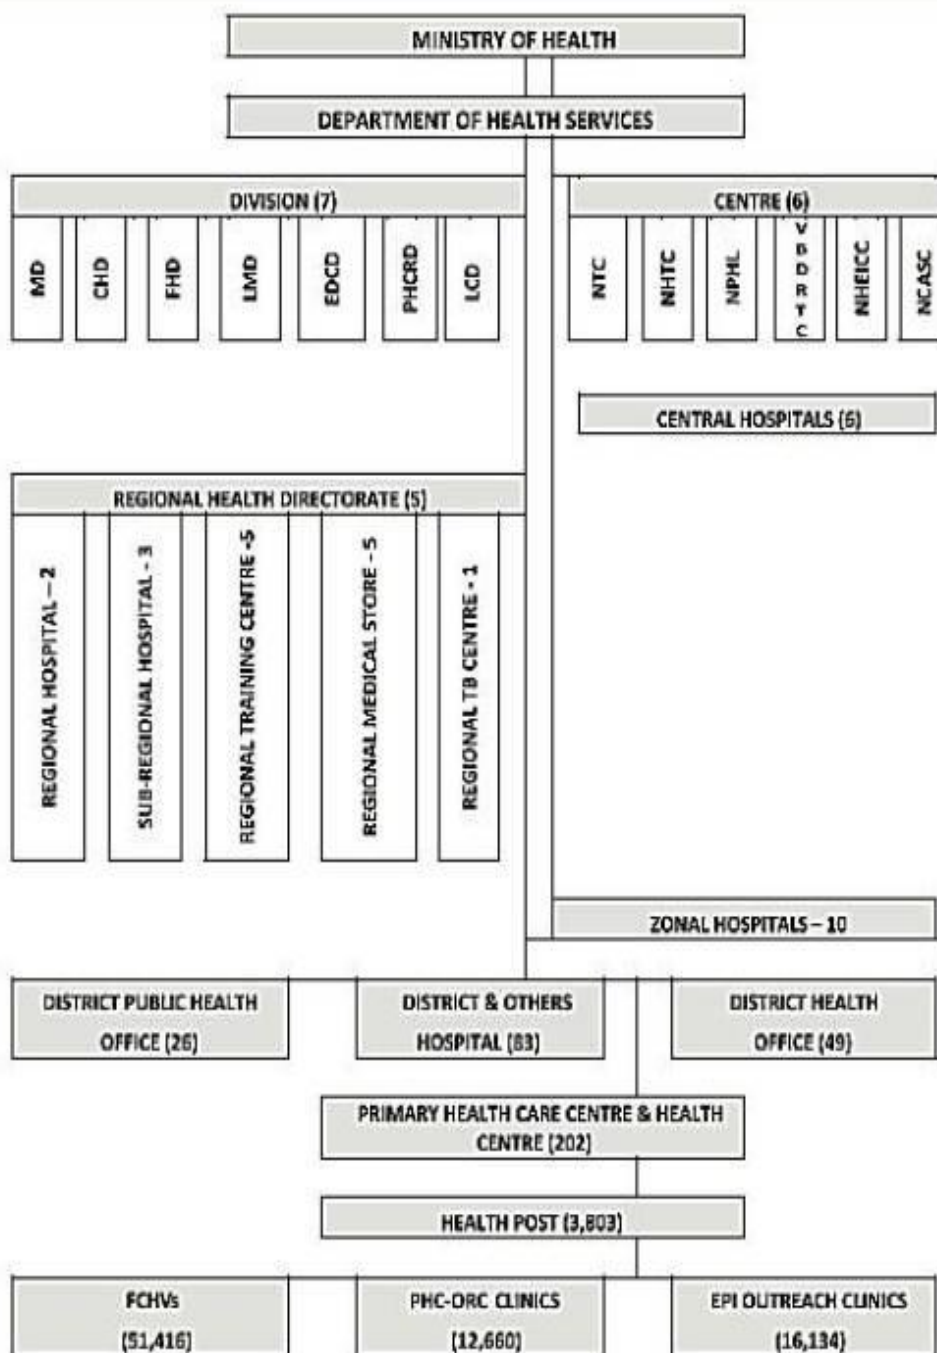 MINISTRY OF HEALTH
DEPARTMENT OF HEALTH SERVICES
DIVISION (7)
MD
CHD
FHD
LMD
EDCD
PHCRD
LCD
CENTRE (6)
NTC
NHTC
NPHL
VBDRTC
NHEICC
NCASC
CENTRAL HOSPITALS (6)
REGIONAL HEALTH DIRECTORATE (5)
REGIONAL HOSPITAL – 2
SUB-REGIONAL HOSPITAL - 3
REGIONAL TRAINING CENTRE -5
REGIONAL MEDICAL STORE - 5
REGIONAL TB CENTRE - 1
ZONAL HOSPITALS – 10
DISTRICT PUBLIC HEALTH
OFFICE (26)
DISTRICT & OTHERS
HOSPITAL (83)
DISTRICT HEALTH
OFFICE (49)
PRIMARY HEALTH CARE CENTRE & HEALTH
CENTRE (202)
HEALTH POST (3,803)
FCHVs
(51,416)
PHC-ORC CLINICS
(12,660)
EPI OUTREACH CLINICS
(16,134)